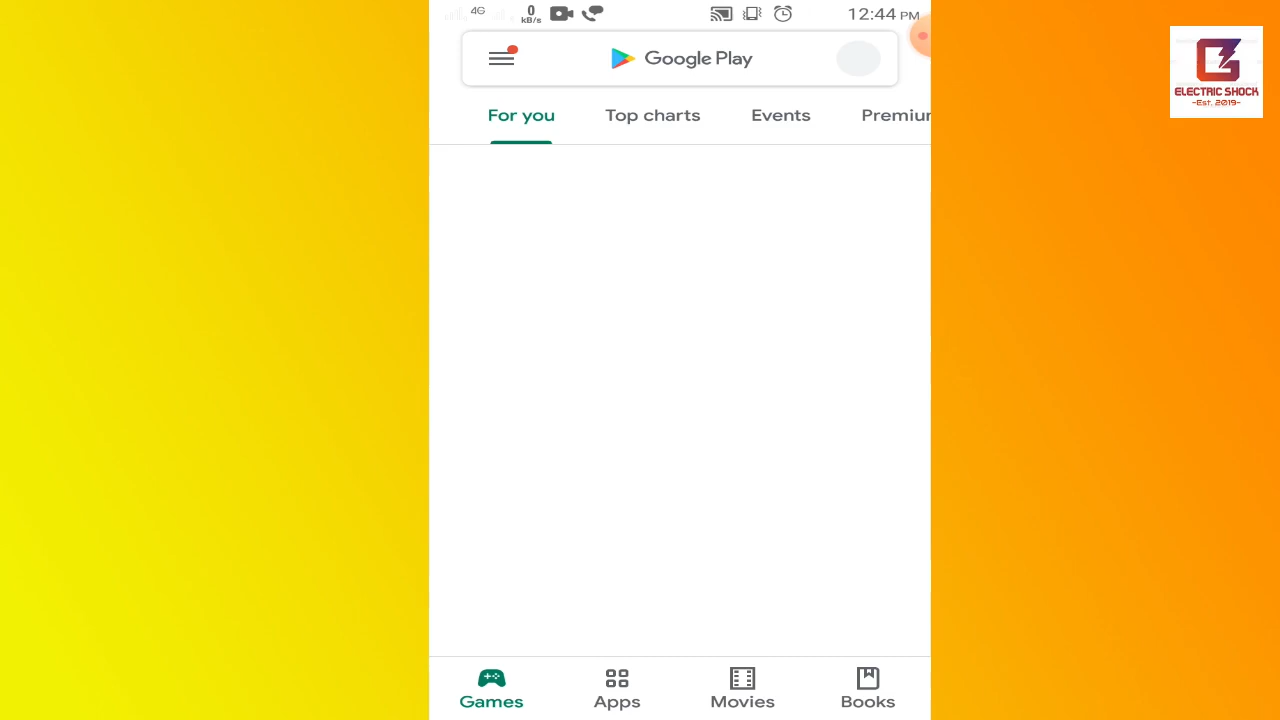 4G
0
kB/s
12:44 PM
Google Play
For you
Top charts
Events
Premium
Games
Apps
Movies
Books
ELECTRIC SHOCK
-Est. 2019-